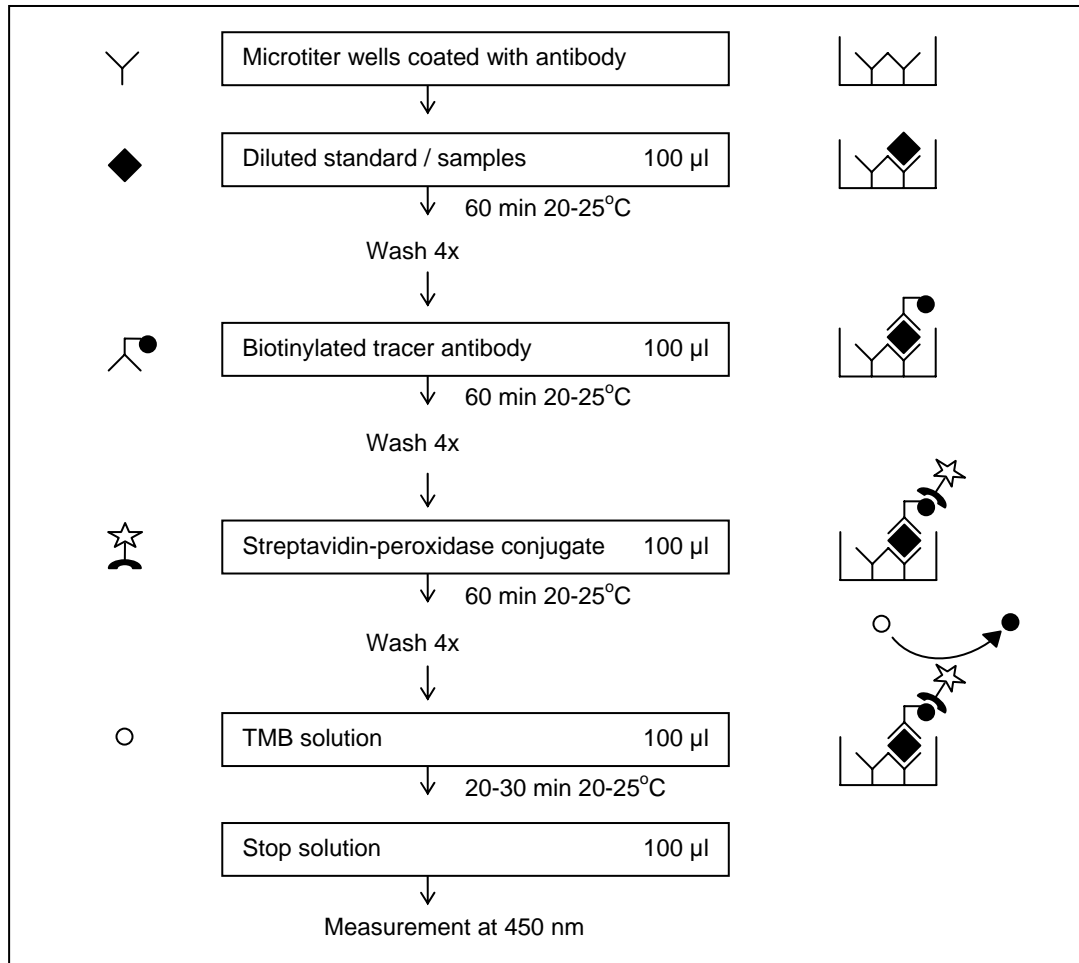 Microtiter wells coated with antibody
Diluted standard / samples 100 µl
60 min 20-25°C
Wash 4x
Biotinylated tracer antibody 100 µl
60 min 20-25°C
Wash 4x
Streptavidin-peroxidase conjugate 100 µl
60 min 20-25°C
Wash 4x
TMB solution 100 µl
20-30 min 20-25°C
Stop solution 100 µl
Measurement at 450 nm